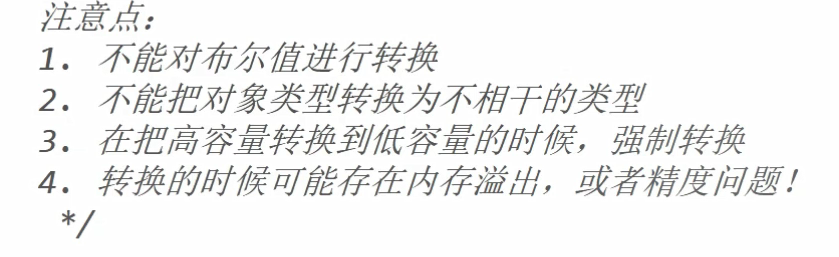 注意点：
1. 不能对布尔值进行转换
2. 不能把对象类型转换为不相干的类型
3. 在把高容量转换到低容量的时候，强制转换
4. 转换的时候可能存在内存溢出，或者精度问题！
*/